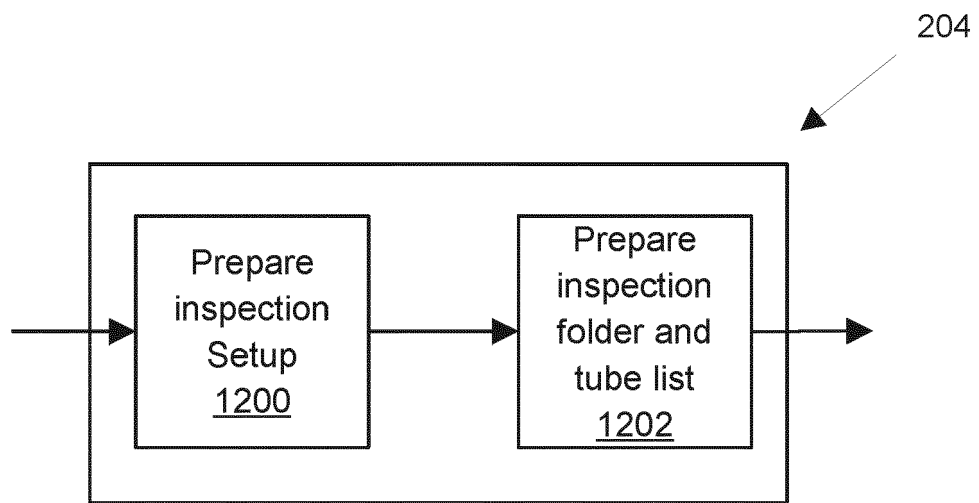 204
Prepare
inspection
Setup
1200
Prepare
inspection
folder and
tube list
1202